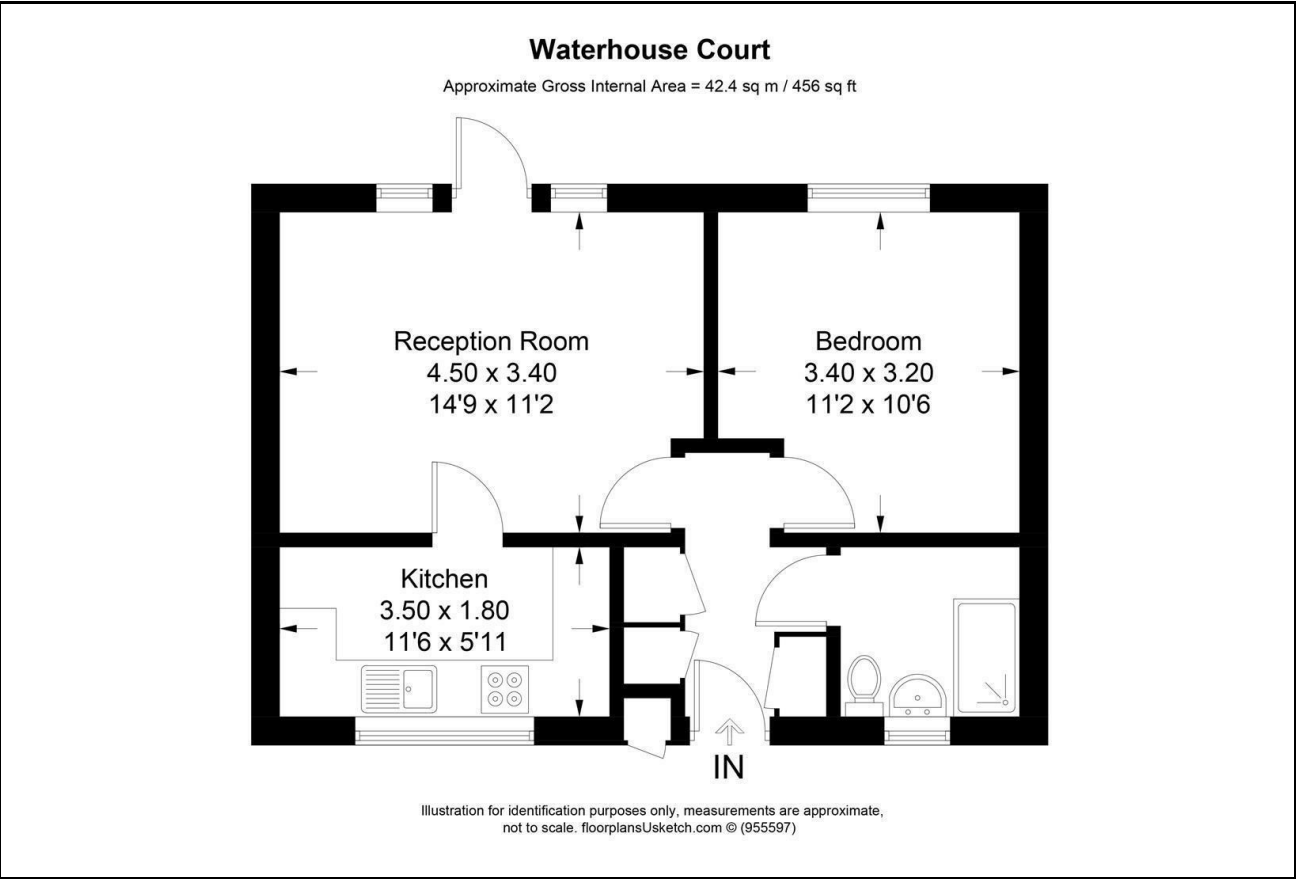 Waterhouse Court
Approximate Gross Internal Area = 42.4 sq m / 456 sq ft
Reception Room
4.50 x 3.40
14'9 x 11'2
Bedroom
3.40 x 3.20
11'2 x 10'6
Kitchen
3.50 x 1.80
11'6 x 5'11
IN
Illustration for identification purposes only, measurements are approximate,
not to scale. floorplansUsketch.com © (955597)